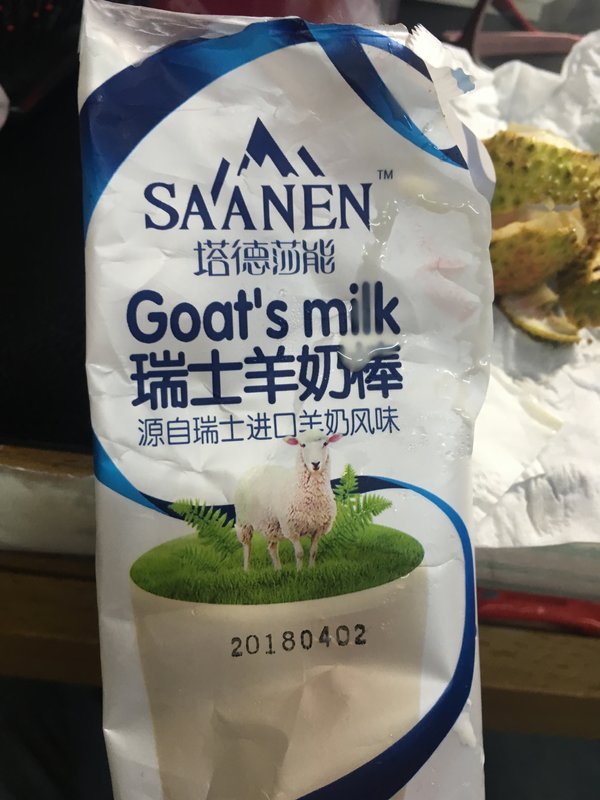 SAANEN™
塔德莎能
Goat's milk
瑞士羊奶棒
源自瑞士进口羊奶风味
20180402